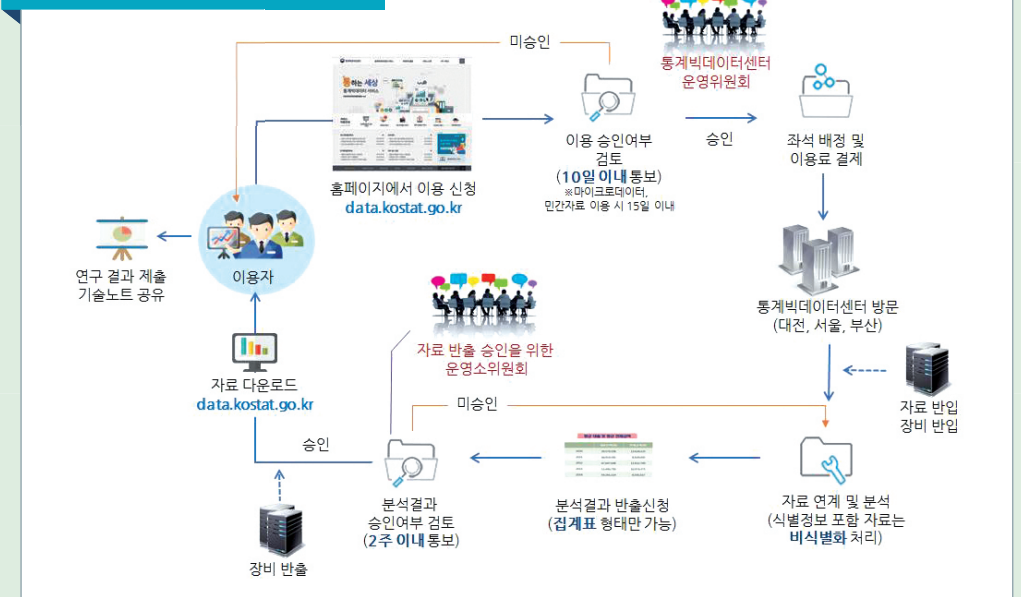 미승인
통계빅데이터센터
운영위원회
통하는 세상
홈페이지에서 이용 신청
data.kostat.go.kr
이용 승인여부
검토
(10일 이내 통보)
※마이크로데이터,
민간자료 이용 시 15일 이내
승인
좌석 배정 및
이용료 결제
통계빅데이터센터 방문
(대전, 서울, 부산)
자료 반입
장비 반입
자료 연계 및 분석
(식별정보 포함 자료는
비식별화 처리)
분석결과 반출신청
(집계표 형태만 가능)
미승인
자료 반출 승인을 위한
운영소위원회
분석결과
승인여부 검토
(2주 이내 통보)
승인
장비 반출
자료 다운로드
data.kostat.go.kr
이용자
연구 결과 제출
기술노트 공유